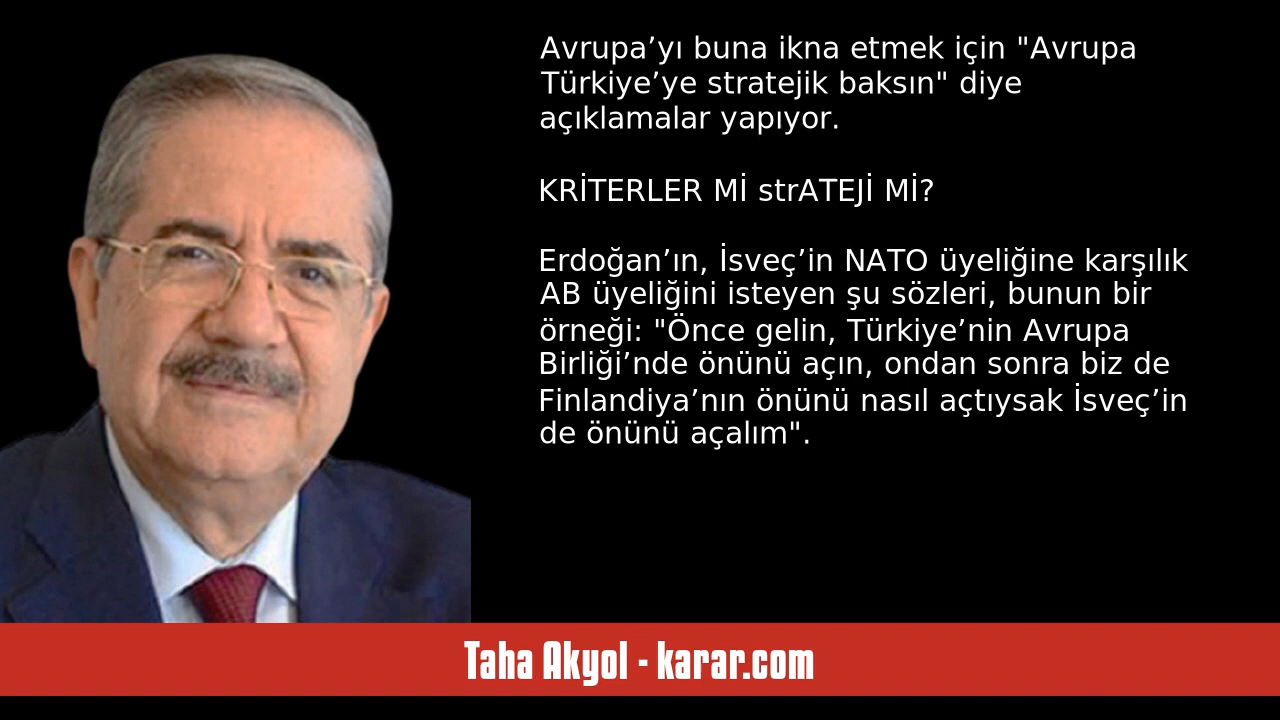 Avrupa’yı buna ikna etmek için "Avrupa
Türkiye’ye stratejik baksın" diye
açıklamalar yapıyor.
KRİTERLER Mİ strATEJİ Mİ?
Erdoğan’ın, İsveç’in NATO üyeliğine karşılık
AB üyeliğini isteyen şu sözleri, bunun bir
örneği: "Önce gelin, Türkiye’nin Avrupa
Birliği’nde önünü açın, ondan sonra biz de
Finlandiya’nın önünü nasıl açtıysak İsveç’in
de önünü açalım".
Taha Akyol - karar.com